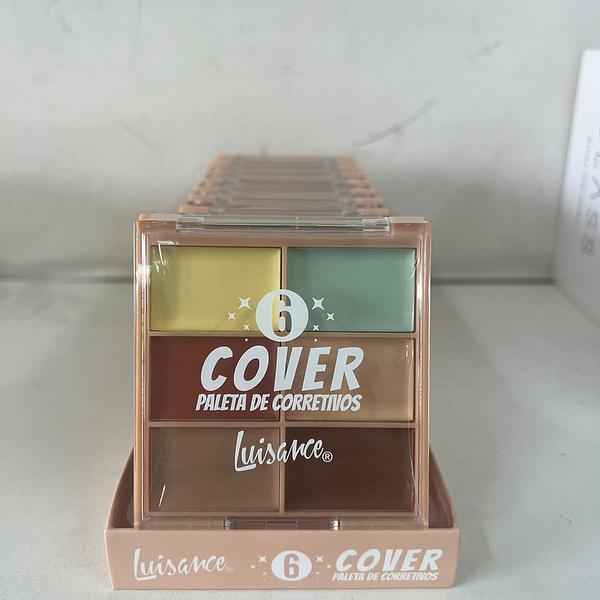 6
COVER
PALETA DE CORRETIVOS
Luisance®
Luisance® 6 COVER
PALETA DE CORRETIVOS